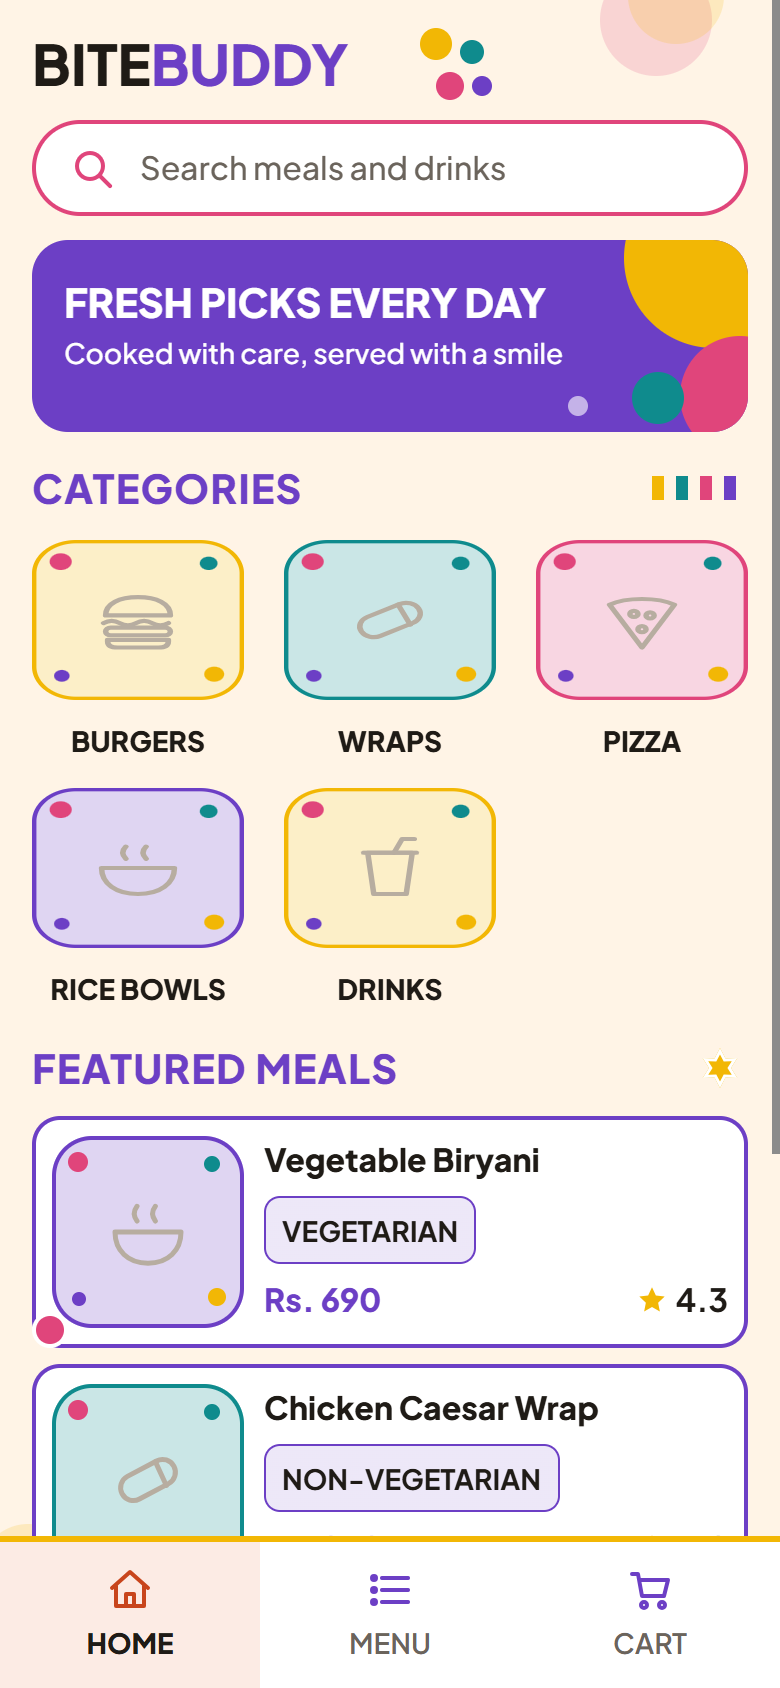 BITEBUDDY
Search meals and drinks
FRESH PICKS EVERY DAY
Cooked with care, served with a smile
CATEGORIES
BURGERS
WRAPS
PIZZA
RICE BOWLS
DRINKS
FEATURED MEALS
Vegetable Biryani
VEGETARIAN
Rs. 690
4.3
Chicken Caesar Wrap
NON-VEGETARIAN
HOME
MENU
CART